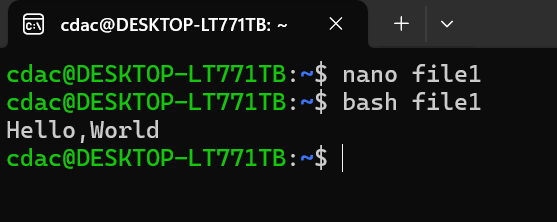 cdac@DESKTOP-LT771TB: ~
cdac@DESKTOP-LT771TB:~$ nano file1
cdac@DESKTOP-LT771TB:~$ bash file1
Hello,World
cdac@DESKTOP-LT771TB:~$